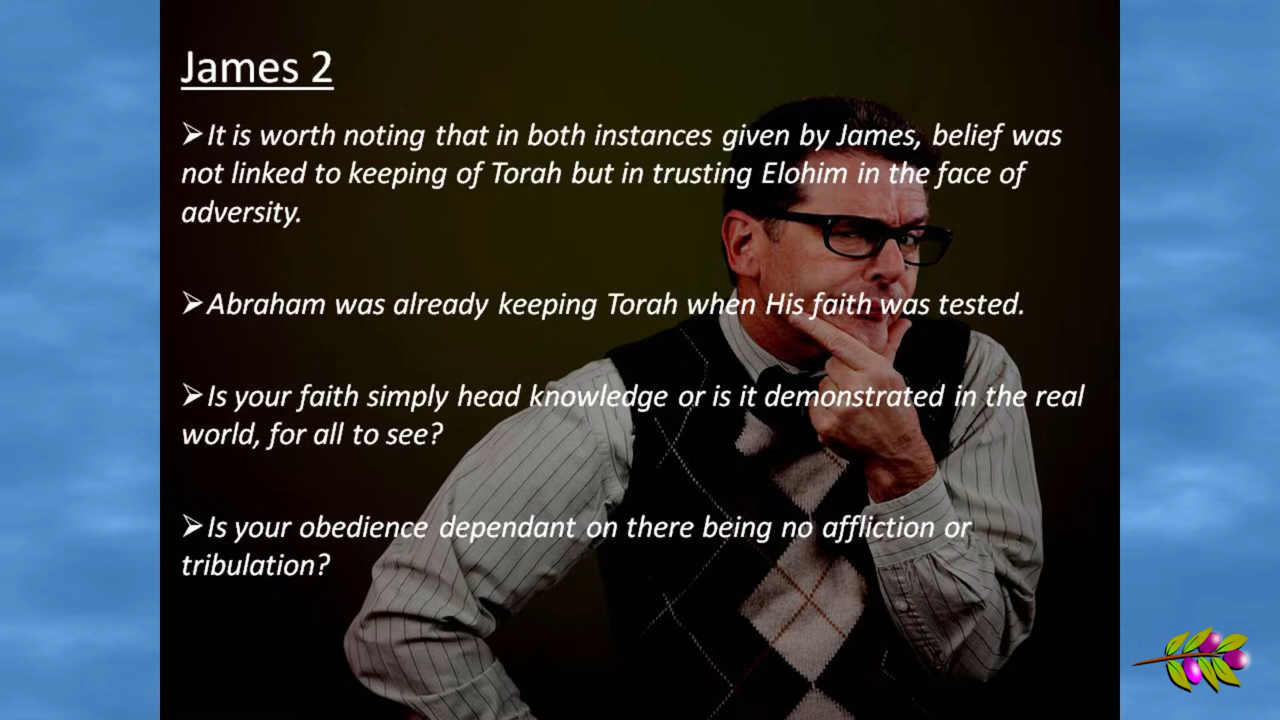 James 2
➢It is worth noting that in both instances given by James, belief was
not linked to keeping of Torah but in trusting Elohim in the face of
adversity.
➢Abraham was already keeping Torah when His faith was tested.
➢Is your faith simply head knowledge or is it demonstrated in the real
world, for all to see?
➢Is your obedience dependant on there being no affliction or
tribulation?